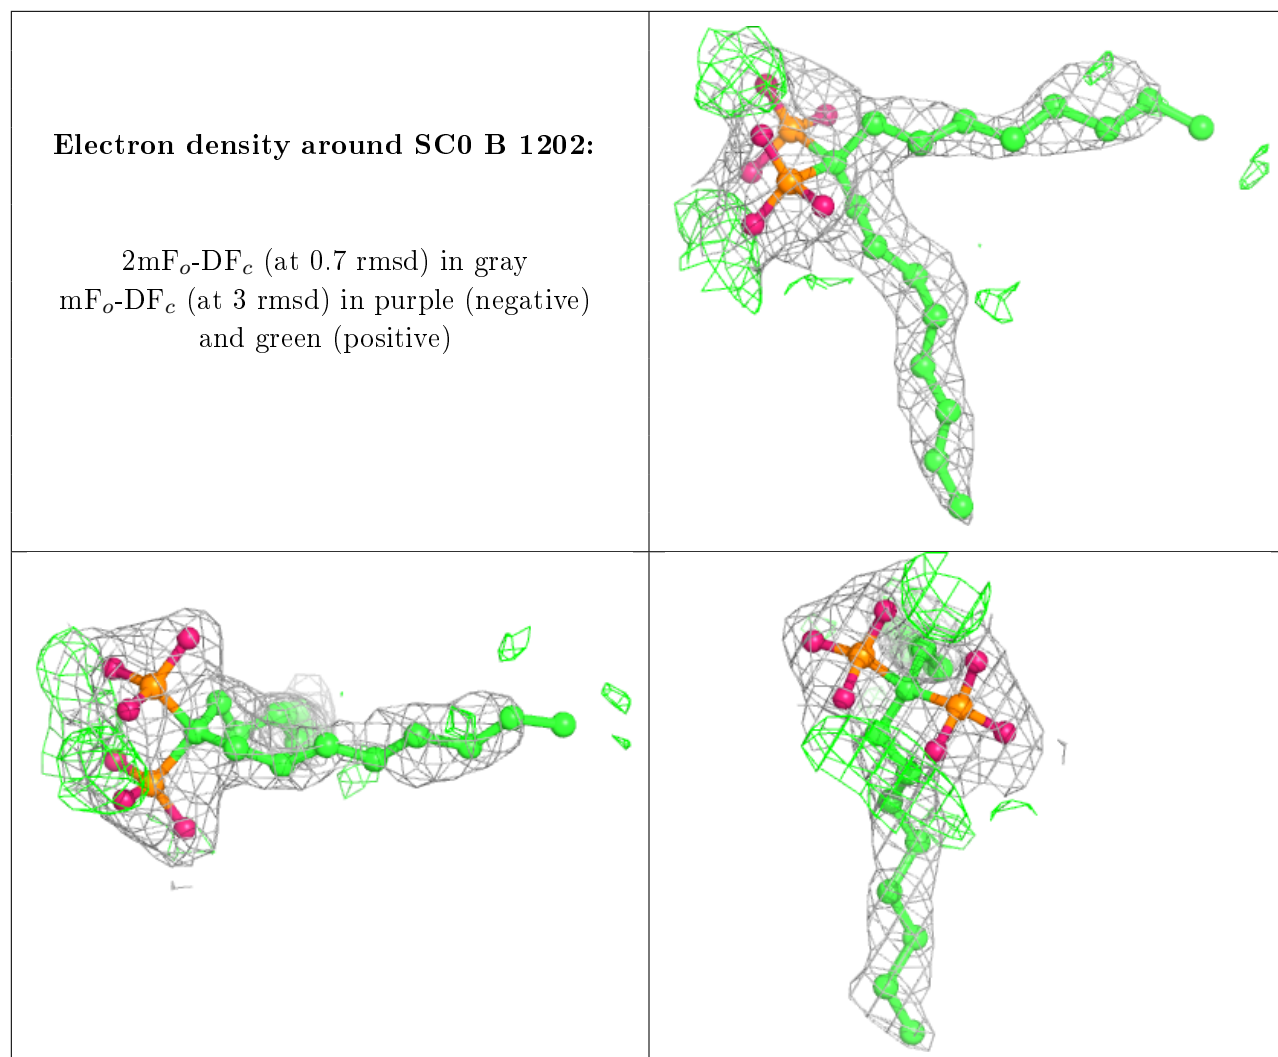 Electron density around SC0 B 1202:
2mFo-DFc (at 0.7 rmsd) in gray
mFo-DFc (at 3 rmsd) in purple (negative)
and green (positive)